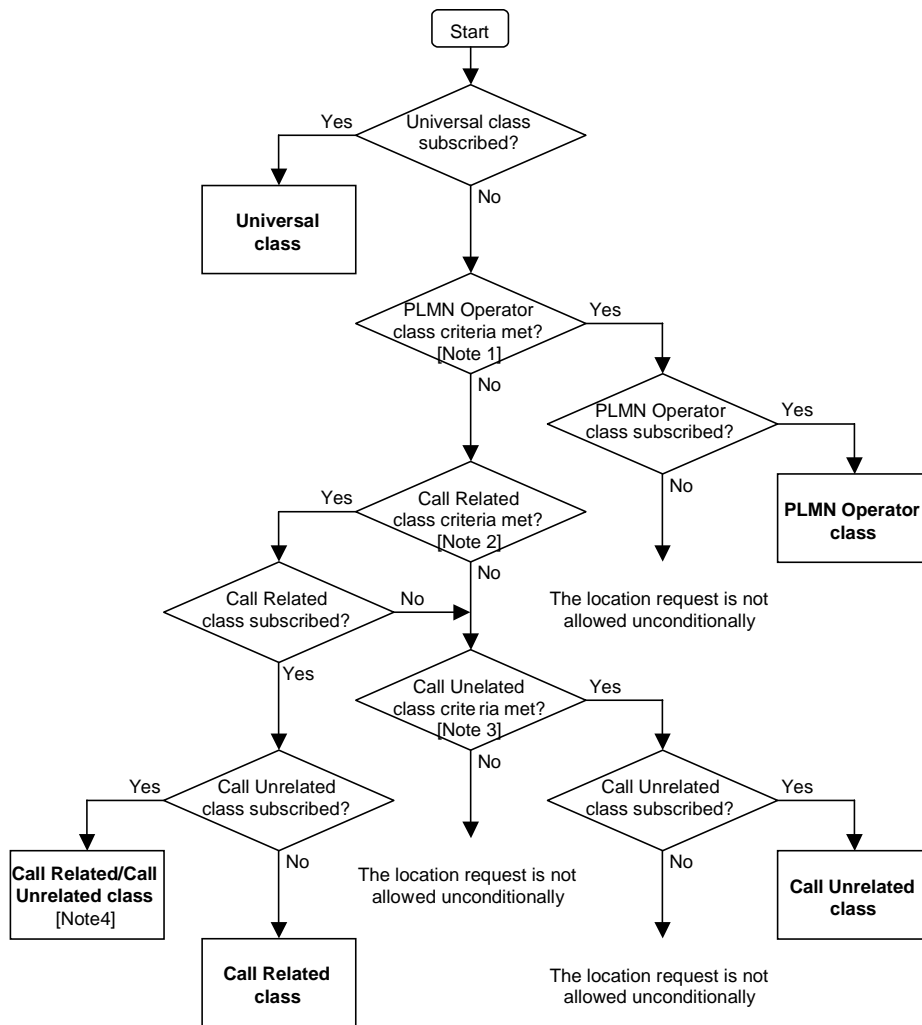 Start
Universal class
subscribed?
Yes
No
Universal
class
PLMN Operator
class criteria met?
[Note 1]
Yes
No
PLMN Operator
class subscribed?
Yes
No
PLMN Operator
class
The location request is not
allowed unconditionally
Call Related
class criteria met?
[Note 2]
Yes
No
Call Related
class subscribed?
No
Yes
Call Unelated
class criteria met?
[Note 3]
Yes
No
The location request is not
allowed unconditionally
Call Unrelated
class subscribed?
Yes
No
Call Related/Call
Unrelated class
[Note4]
Call Related
class
Call Unrelated
class subscribed?
Yes
No
Call Unrelated
class
The location request is not
allowed unconditionally